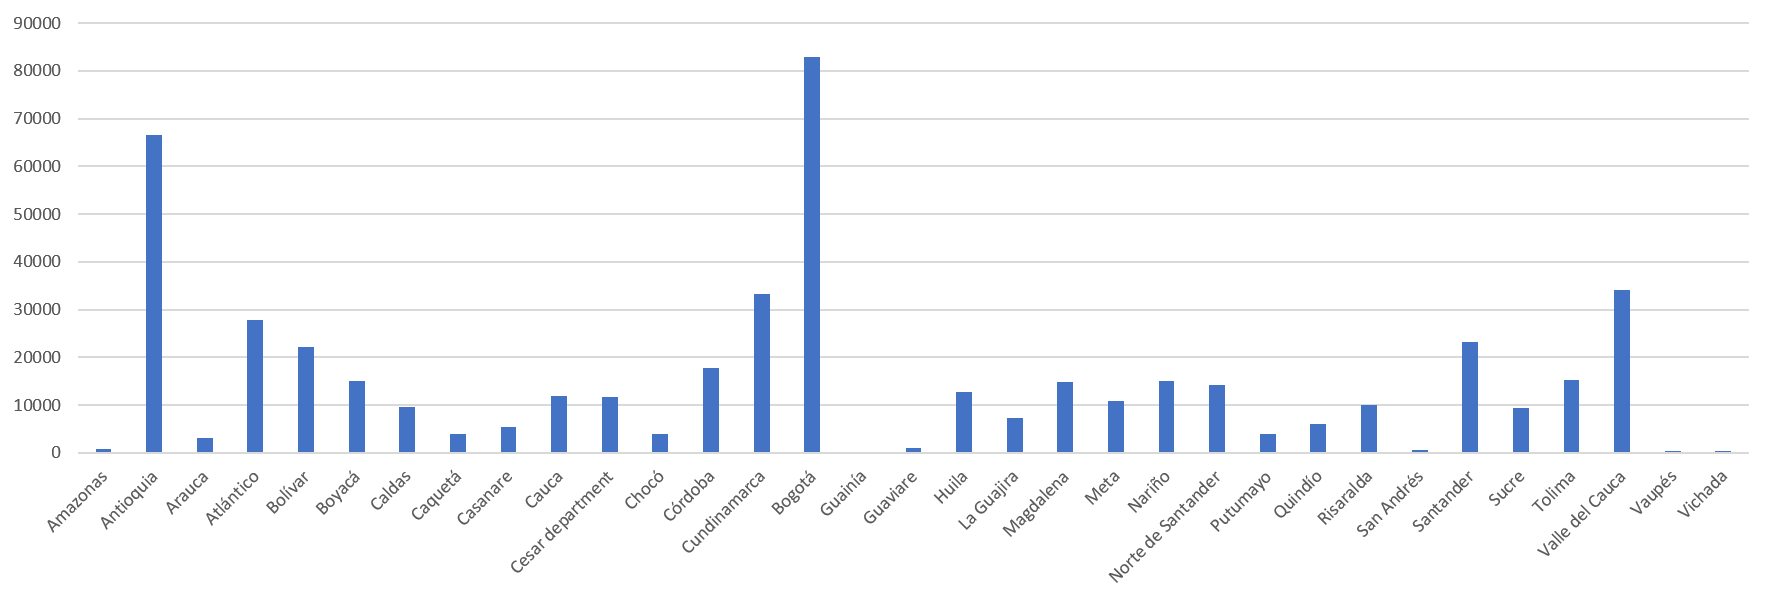 90000
80000
70000
60000
50000
40000
30000
20000
10000
0
Amazonas
Antioquia
Arauca
Atlántico
Bolívar
Boyacá
Caldas
Caquetá
Casanare
Cauca
Cesar department
Chocó
Córdoba
Cundinamarca
Bogotá
Guainía
Guaviare
Huila
La Guajira
Magdalena
Meta
Nariño
Norte de Santander
Putumayo
Quindío
Risaralda
San Andrés
Santander
Sucre
Tolima
Valle del Cauca
Vaupés
Vichada